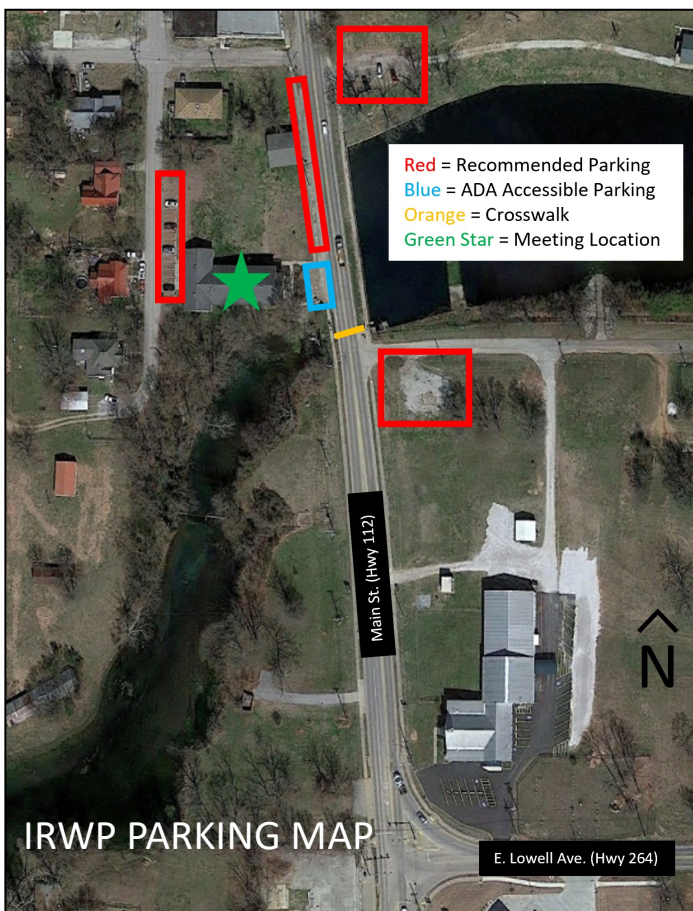 Red = Recommended Parking
Blue = ADA Accessible Parking
Orange = Crosswalk
Green Star = Meeting Location
Main St. (Hwy 112)
N
IRWP PARKING MAP
E. Lowell Ave. (Hwy 264)